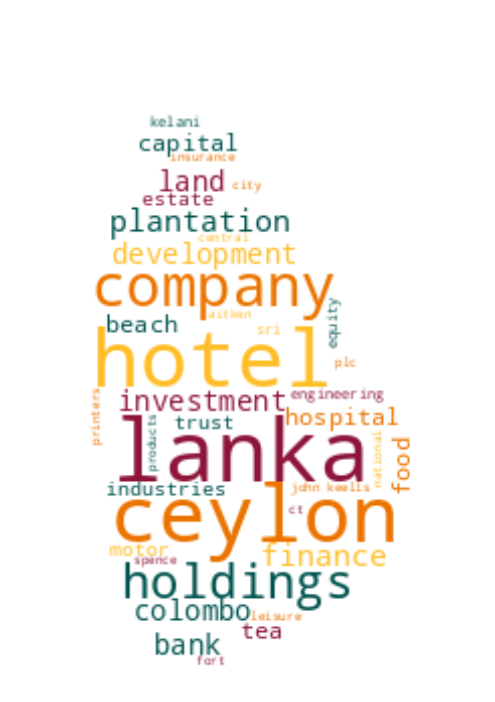 kelani
capital
insurance
land
city
estate
plantation
central
development
company
aitken
beach
sri
equity
hotel
plc
printers
investment
engineering
hospital
trust
products
lanka
national
food
industries
john keells
ceylon
ct
motor
finance
spence
holdings
colombo
leisure
tea
bank
fort